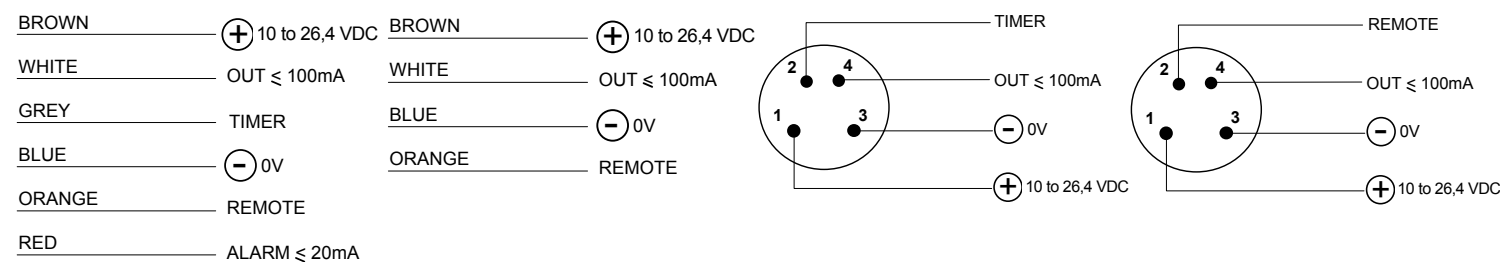 BROWN
+ 10 to 26,4 VDC
WHITE
OUT ⩽ 100mA
GREY
TIMER
BLUE
- 0V
ORANGE
REMOTE
RED
ALARM ⩽ 20mA
BROWN
+ 10 to 26,4 VDC
WHITE
OUT ⩽ 100mA
BLUE
- 0V
ORANGE
REMOTE
TIMER
2 4
OUT ⩽ 100mA
1 3
- 0V
+ 10 to 26,4 VDC
REMOTE
2 4
OUT ⩽ 100mA
1 3
- 0V
+ 10 to 26,4 VDC